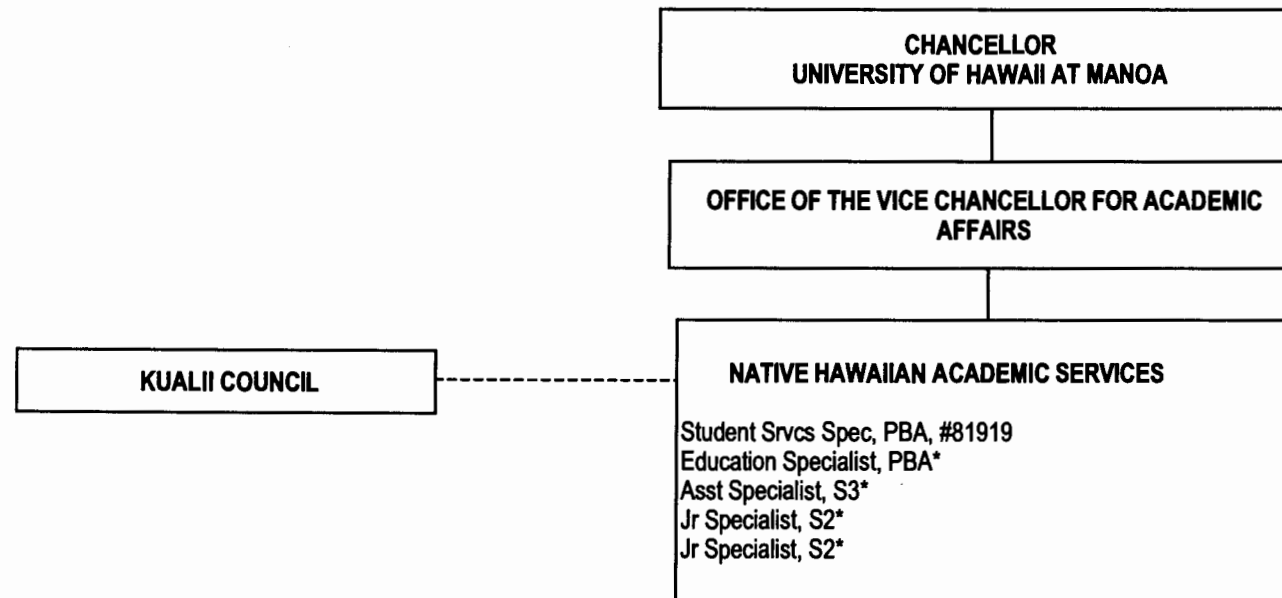 CHANCELLOR
UNIVERSITY OF HAWAII AT MANOA
OFFICE OF THE VICE CHANCELLOR FOR ACADEMIC
AFFAIRS
KUALII COUNCIL
NATIVE HAWAIIAN ACADEMIC SERVICES
Student Srvcs Spec, PBA, #81919
Education Specialist, PBA*
Asst Specialist, S3*
Jr Specialist, S2*
Jr Specialist, S2*